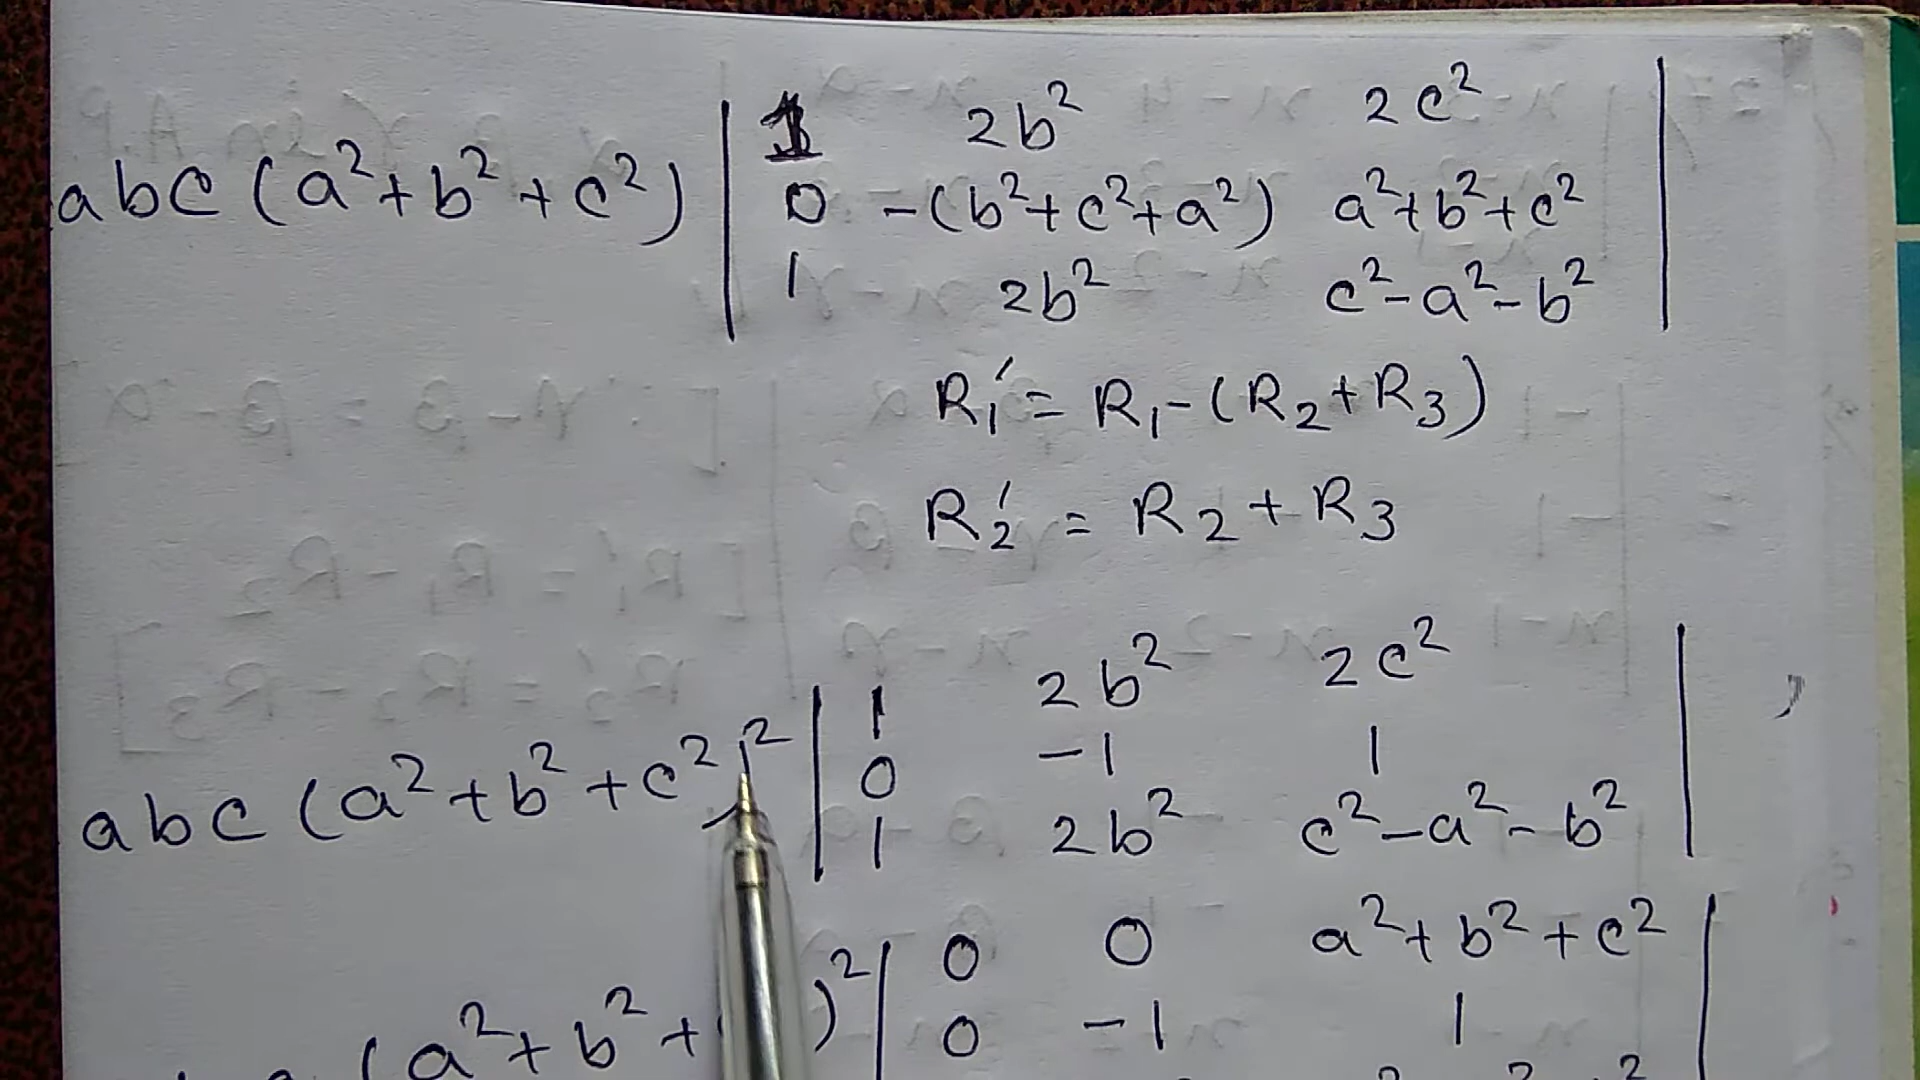 abc (a²+b²+c²) | 1 2b² 2c² |
| 0 -(b²+c²+a²) a²+b²+c² |
| 1 2b² c²-a²-b² |
R₁′ = R₁-(R₂+R₃)
R₂′ = R₂+R₃
| 1 2b² 2c² |
abc (a²+b²+c²)² | 0 -1 1 |
| 1 2b² c²-a²-b² |
| 0 0 a²+b²+c² |
(a²+b²+ )² | 0 -1 1 |